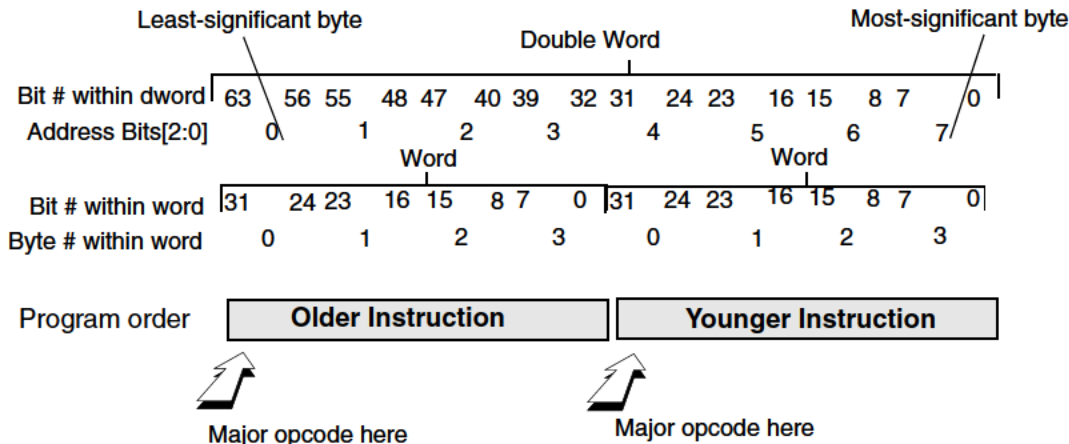 Least-significant byte Most-significant byte
Double Word
Bit # within dword 63 56 55 48 47 40 39 32 31 24 23 16 15 8 7 0
Address Bits[2:0] 0 1 2 3 4 5 6 7
Word Word
Bit # within word 31 24 23 16 15 8 7 0 31 24 23 16 15 8 7 0
Byte # within word 0 1 2 3 0 1 2 3
Program order Older Instruction Younger Instruction
Major opcode here Major opcode here